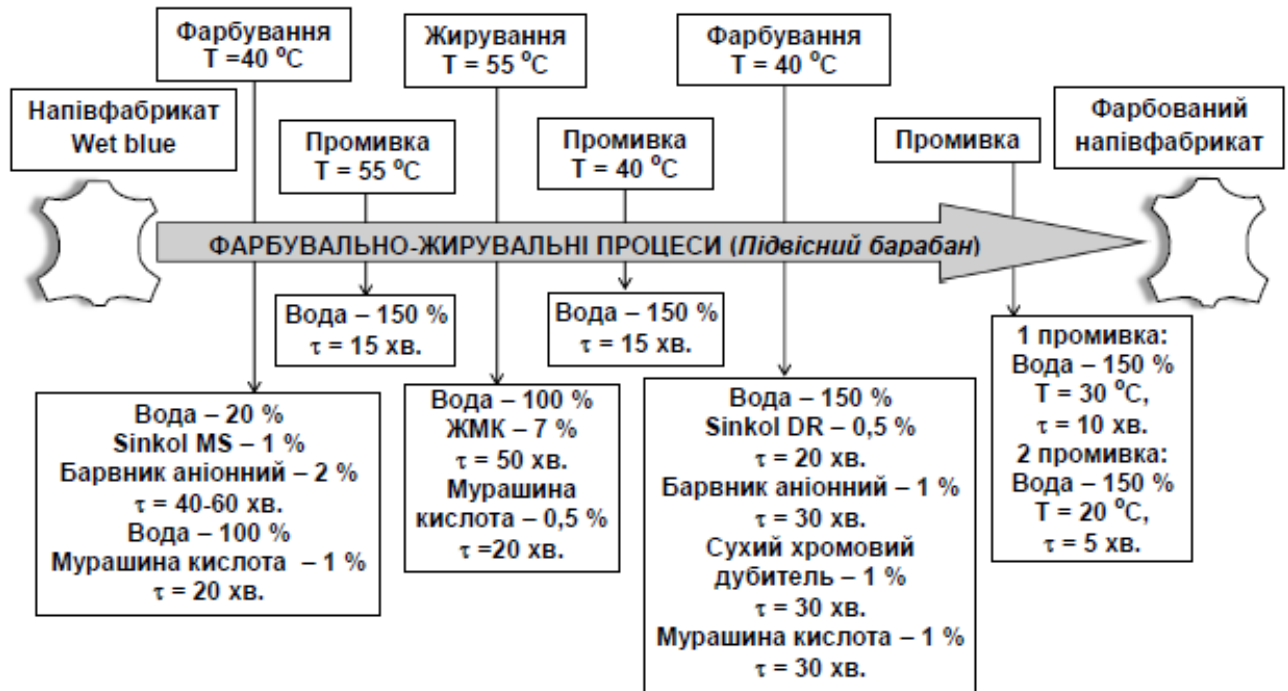 Фарбування
T =40 °C
Жирування
T = 55 °C
Фарбування
T = 40 °C
Напівфабрикат
Wet blue
Промивка
T = 55 °C
Промивка
T = 40 °C
Промивка
Фарбований
напівфабрикат
ФАРБУВАЛЬНО-ЖИРУВАЛЬНІ ПРОЦЕСИ (Підвісний барабан)
Вода – 150 %
τ = 15 хв.
Вода – 150 %
τ = 15 хв.
Вода – 20 %
Sinkol MS – 1 %
Барвник аніонний – 2 %
τ = 40-60 хв.
Вода – 100 %
Мурашина кислота – 1 %
τ = 20 хв.
Вода – 100 %
ЖМК – 7 %
τ = 50 хв.
Мурашина
кислота – 0,5 %
τ =20 хв.
Вода – 150 %
Sinkol DR – 0,5 %
τ = 20 хв.
Барвник аніонний – 1 %
τ = 30 хв.
Сухий хромовий
дубитель – 1 %
τ = 30 хв.
Мурашина кислота – 1 %
τ = 30 хв.
1 промивка:
Вода – 150 %
T = 30 °C,
τ = 10 хв.
2 промивка:
Вода – 150 %
T = 20 °C,
τ = 5 хв.